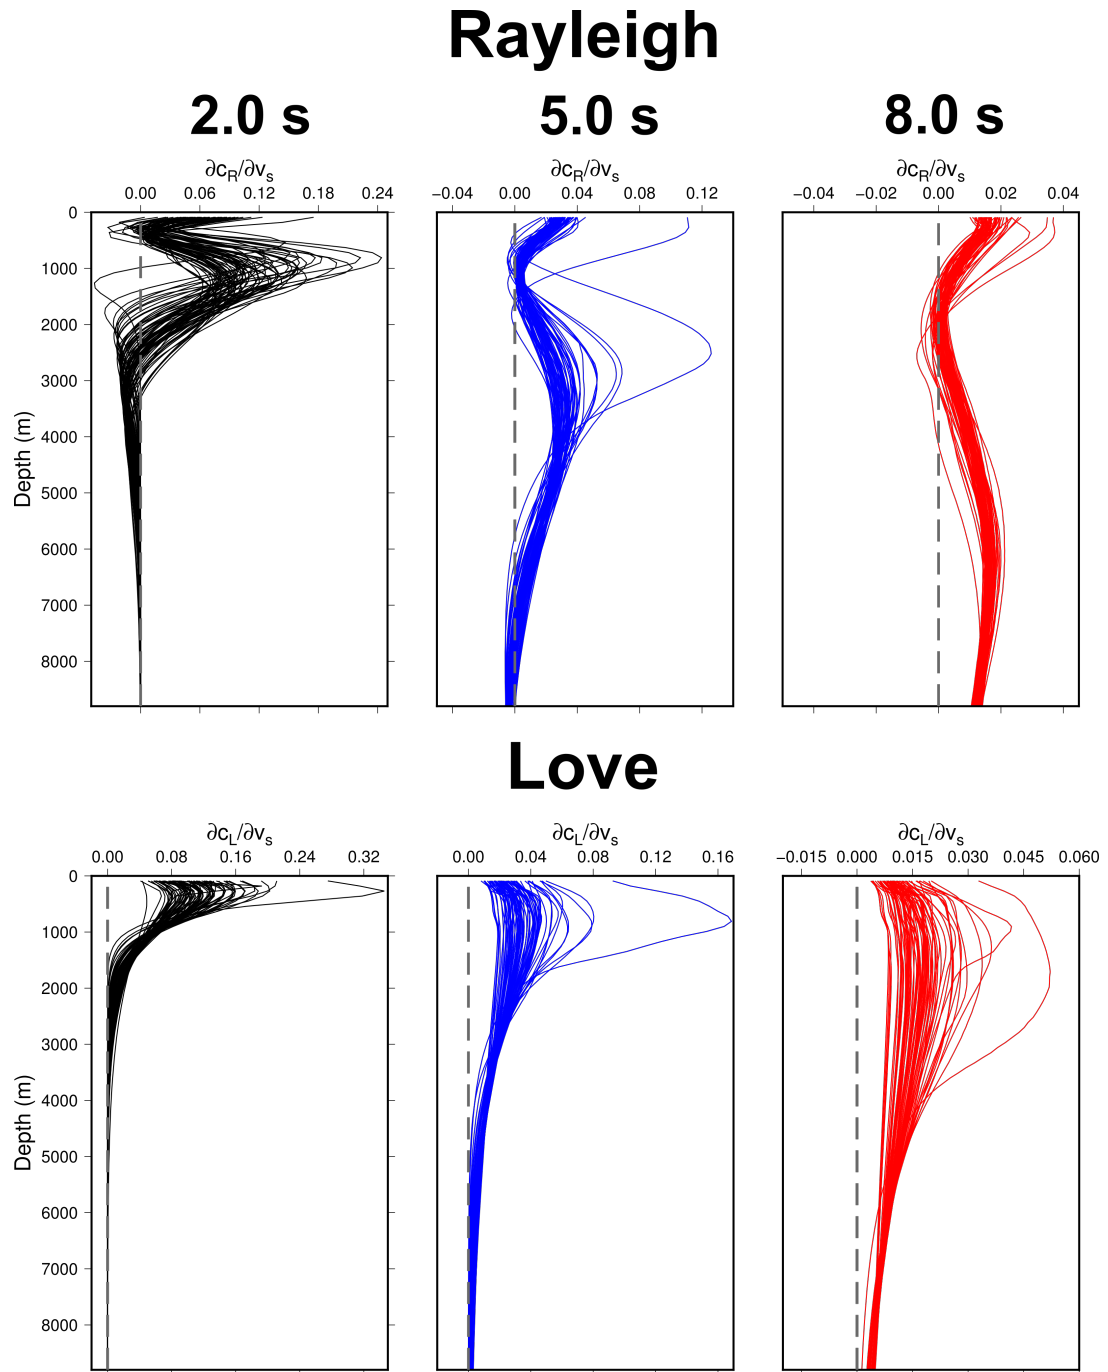 Rayleigh
2.0 s 5.0 s 8.0 s
∂cR/∂vs ∂cR/∂vs ∂cR/∂vs
0.00 0.06 0.12 0.18 0.24 −0.04 0.00 0.04 0.08 0.12 −0.04 −0.02 0.00 0.02 0.04
0
1000
2000
3000
4000
5000
6000
7000
8000
Depth (m)
Love
∂cL/∂vs ∂cL/∂vs ∂cL/∂vs
0.00 0.08 0.16 0.24 0.32 0.00 0.04 0.08 0.12 0.16 −0.015 0.000 0.015 0.030 0.045 0.060
0
1000
2000
3000
4000
5000
6000
7000
8000
Depth (m)